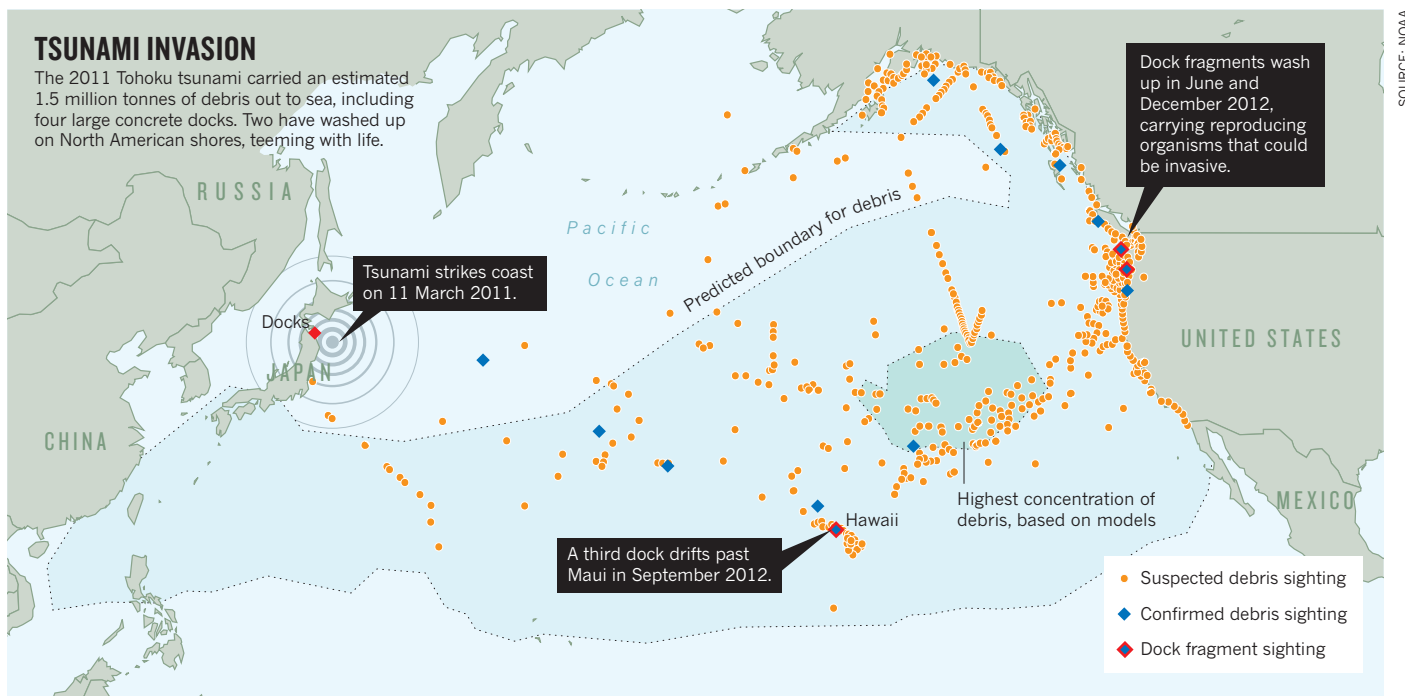 TSUNAMI INVASION
The 2011 Tohoku tsunami carried an estimated
1.5 million tonnes of debris out to sea, including
four large concrete docks. Two have washed up
on North American shores, teeming with life.
SOURCE: NOAA
Dock fragments wash
up in June and
December 2012,
carrying reproducing
organisms that could
be invasive.
RUSSIA
Pacific
Ocean
Predicted boundary for debris
Tsunami strikes coast
on 11 March 2011.
Docks
JAPAN
CHINA
UNITED STATES
MEXICO
Highest concentration of
debris, based on models
Hawaii
A third dock drifts past
Maui in September 2012.
Suspected debris sighting
Confirmed debris sighting
Dock fragment sighting